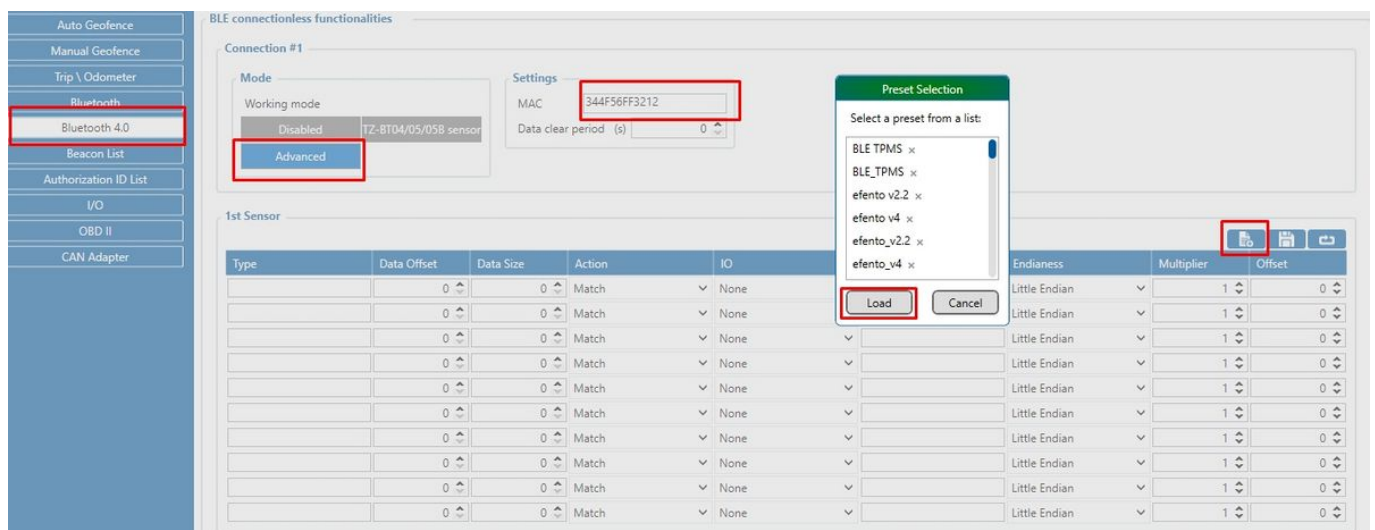 Auto Geofence
Manual Geofence
Trip \ Odometer
Bluetooth
Bluetooth 4.0
Beacon List
Authorization ID List
I/O
OBD II
CAN Adapter
BLE connectionless functionalities
Connection #1
Mode
Working mode
Disabled TZ-BT04/05/05B sensor
Advanced
Settings
MAC 344F56FF3212
Data clear period (s) 0
Preset Selection
Select a preset from a list:
BLE TPMS ×
BLE_TPMS ×
efento v2.2 ×
efento v4 ×
efento_v2.2 ×
efento_v4 ×
Load Cancel
1st Sensor
Type Data Offset Data Size Action IO Endianess Multiplier Offset
0 0 Match None Little Endian 1 0
0 0 Match None Little Endian 1 0
0 0 Match None Little Endian 1 0
0 0 Match None Little Endian 1 0
0 0 Match None Little Endian 1 0
0 0 Match None Little Endian 1 0
0 0 Match None Little Endian 1 0
0 0 Match None Little Endian 1 0
0 0 Match None Little Endian 1 0
0 0 Match None Little Endian 1 0